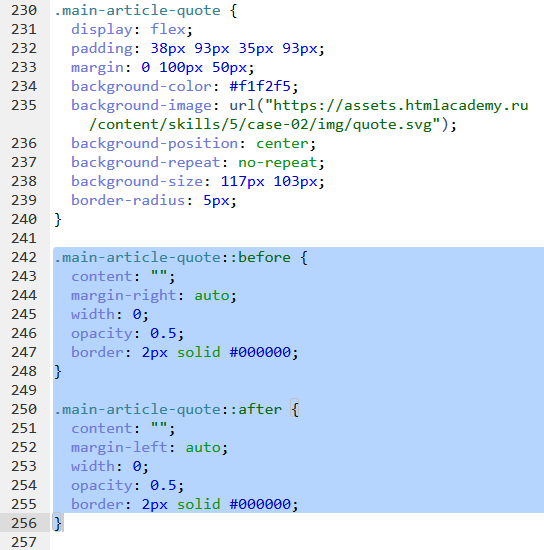 230 .main-article-quote {
231   display: flex;
232   padding: 38px 93px 35px 93px;
233   margin: 0 100px 50px;
234   background-color: #f1f2f5;
235   background-image: url("https://assets.htmlacademy.ru
/content/skills/5/case-02/img/quote.svg");
236   background-position: center;
237   background-repeat: no-repeat;
238   background-size: 117px 103px;
239   border-radius: 5px;
240 }
241
242 .main-article-quote::before {
243   content: "";
244   margin-right: auto;
245   width: 0;
246   opacity: 0.5;
247   border: 2px solid #000000;
248 }
249
250 .main-article-quote::after {
251   content: "";
252   margin-left: auto;
253   width: 0;
254   opacity: 0.5;
255   border: 2px solid #000000;
256 }
257